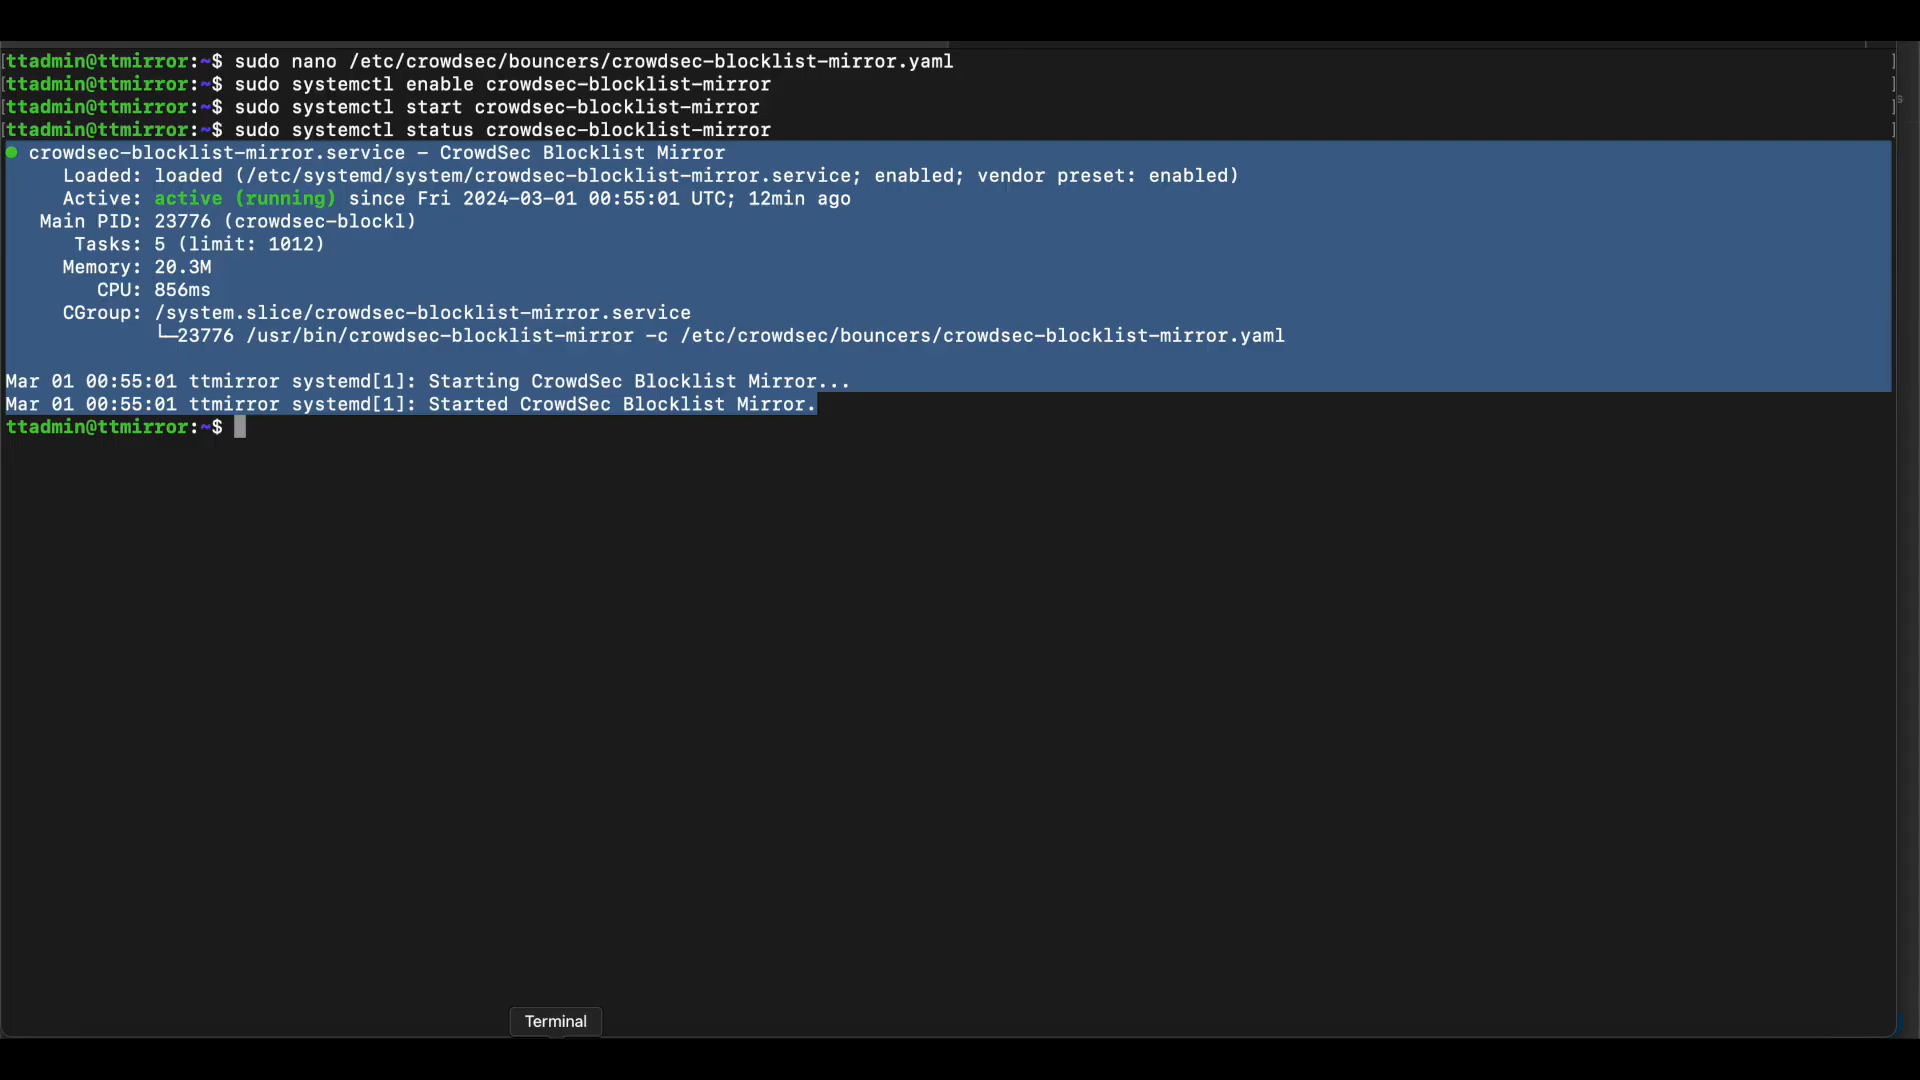 [ttadmin@ttmirror:~$ sudo nano /etc/crowdsec/bouncers/crowdsec-blocklist-mirror.yaml ]
[ttadmin@ttmirror:~$ sudo systemctl enable crowdsec-blocklist-mirror ]
[ttadmin@ttmirror:~$ sudo systemctl start crowdsec-blocklist-mirror ]
[ttadmin@ttmirror:~$ sudo systemctl status crowdsec-blocklist-mirror ]
● crowdsec-blocklist-mirror.service - CrowdSec Blocklist Mirror
Loaded: loaded (/etc/systemd/system/crowdsec-blocklist-mirror.service; enabled; vendor preset: enabled)
Active: active (running) since Fri 2024-03-01 00:55:01 UTC; 12min ago
Main PID: 23776 (crowdsec-blockl)
Tasks: 5 (limit: 1012)
Memory: 20.3M
CPU: 856ms
CGroup: /system.slice/crowdsec-blocklist-mirror.service
└─23776 /usr/bin/crowdsec-blocklist-mirror -c /etc/crowdsec/bouncers/crowdsec-blocklist-mirror.yaml
Mar 01 00:55:01 ttmirror systemd[1]: Starting CrowdSec Blocklist Mirror...
Mar 01 00:55:01 ttmirror systemd[1]: Started CrowdSec Blocklist Mirror.
ttadmin@ttmirror:~$
Terminal